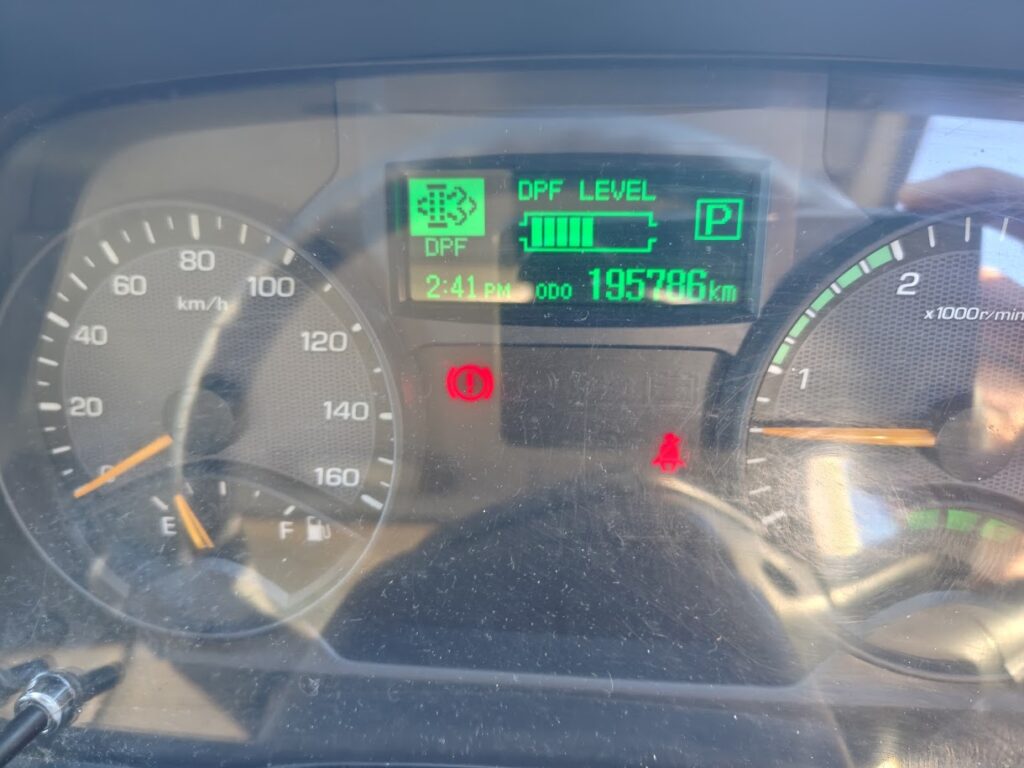 DPF LEVEL
P
DPF
2:41 PM ODO 195786km
20
40
60
80
100
120
140
160
km/h
E
F
1
2
x1000r/min